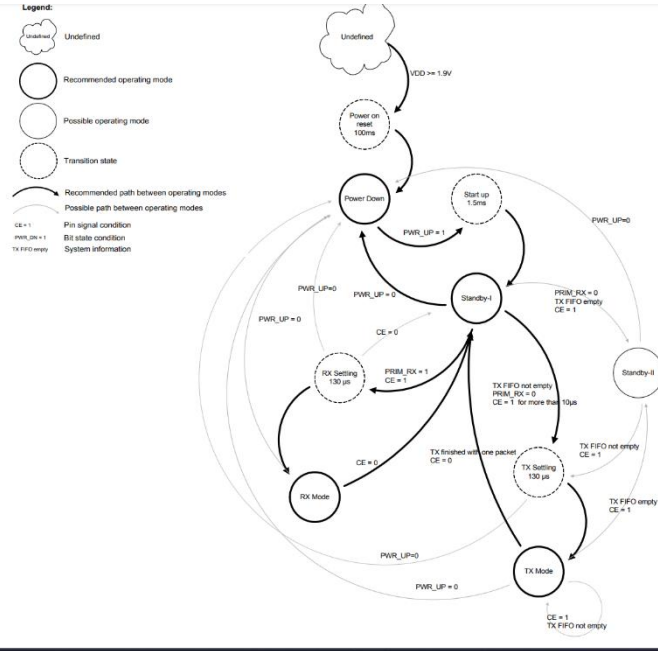 Legend:
Undefined
Undefined
Recommended operating mode
Possible operating mode
Transition state
Recommended path between operating modes
Possible path between operating modes
CE = 1
Pin signal condition
PWR_DN = 1
Bit state condition
TX FIFO empty
System information
Undefined
VDD >= 1.9V
Power on
reset
100ms
Power Down
Start up
1.5ms
PWR_UP = 1
PWR_UP=0
PWR_UP=0
PWR_UP = 0
Standby-I
PRIM_RX = 0
TX FIFO empty
CE = 1
PWR_UP = 0
CE = 0
RX Settling
130 µs
PRIM_RX = 1
CE = 1
Standby-II
TX FIFO not empty
PRIM_RX = 0
CE = 1 for more than 10µs
TX finished with one packet
CE = 0
CE = 0
TX FIFO not empty
CE = 1
TX Settling
130 µs
RX Mode
TX FIFO empty
CE = 1
PWR_UP=0
PWR_UP = 0
TX Mode
CE = 1
TX FIFO not empty